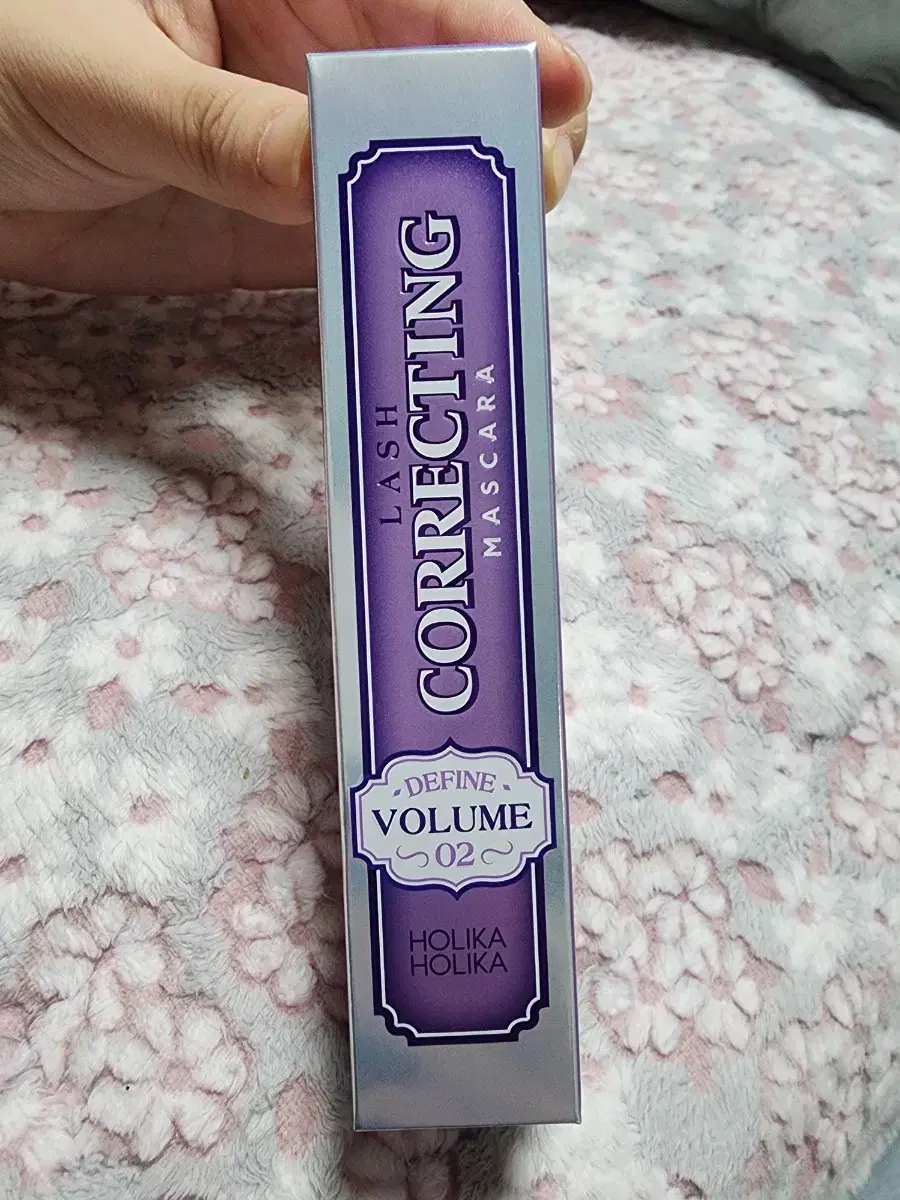 LASH
CORRECTING
MASCARA
DEFINE
VOLUME
02
HOLIKA
HOLIKA